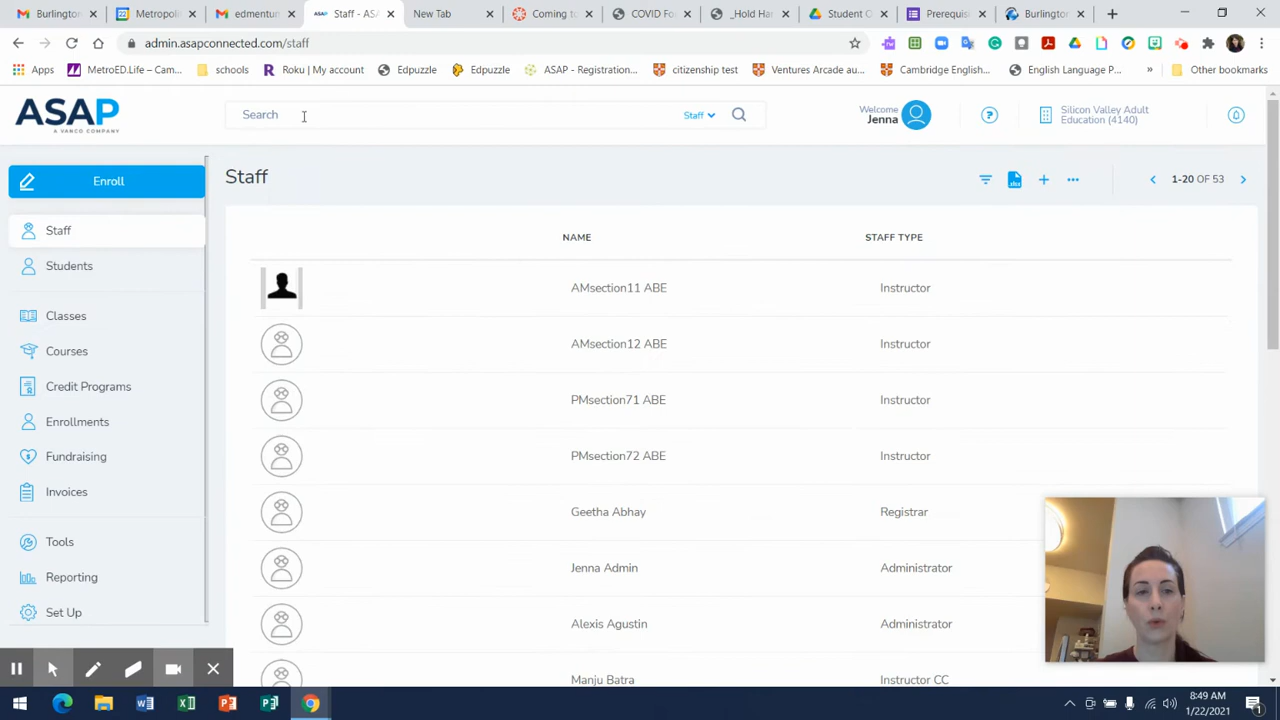 Burlington
Metropoli
edmentun
Staff - ASA
New Tab
Coming to
COVID Fo
_Hold Ha
Student C
Prerequis
Burlington
admin.asapconnected.com/staff
Apps
MetroED.Life – Cam...
schools
Roku | My account
Edpuzzle
Edpuzzle
ASAP - Registration...
citizenship test
Ventures Arcade au...
Cambridge English...
English Language P...
»
Other bookmarks
ASAP
A VANCO COMPANY
Search
Staff
Welcome
Jenna
?
Silicon Valley Adult
Education (4140)
Enroll
Staff
Students
Classes
Courses
Credit Programs
Enrollments
Fundraising
Invoices
Tools
Reporting
Set Up
Staff
1-20 OF 53
NAME STAFF TYPE
AMsection11 ABE Instructor
AMsection12 ABE Instructor
PMsection71 ABE Instructor
PMsection72 ABE Instructor
Geetha Abhay Registrar
Jenna Admin Administrator
Alexis Agustin Administrator
Manju Batra Instructor CC
8:49 AM
1/22/2021